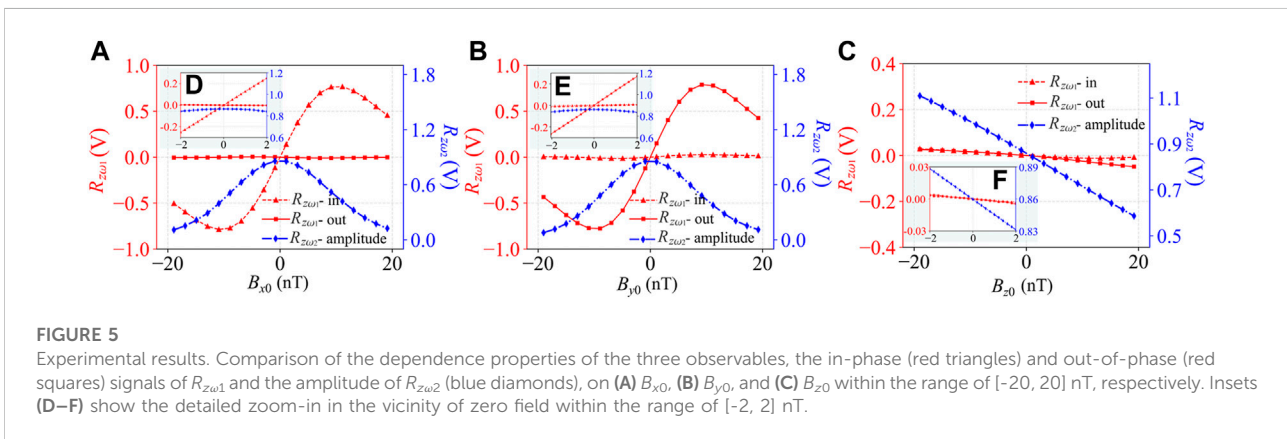 A
B
C
1.0
0.5
0.0
−0.5
−1.0
R_zω1 (V)
D
0.2
0.0
-0.2
-2
0
2
1.2
1.0
0.8
0.6
R_zω1- in
R_zω1- out
R_zω2- amplitude
1.8
1.2
0.6
0.0
R_zω2 (V)
−20
0
20
B_x0 (nT)
1.0
0.5
0.0
−0.5
−1.0
R_zω1 (V)
E
0.2
0.0
-0.2
-2
0
2
1.2
1.0
0.8
0.6
R_zω1- in
R_zω1- out
R_zω2- amplitude
1.8
1.2
0.6
0.0
R_zω2 (V)
−20
0
20
B_y0 (nT)
0.4
0.2
0.0
−0.2
−0.4
R_zω1 (V)
R_zω1- in
R_zω1- out
R_zω2- amplitude
F
0.03
0.00
-0.03
-2
0
2
0.89
0.86
0.83
1.1
0.9
0.7
0.5
R_zω2 (V)
−20
0
20
B_z0 (nT)
FIGURE 5
Experimental results. Comparison of the dependence properties of the three observables, the in-phase (red triangles) and out-of-phase (red
squares) signals of R_zω1 and the amplitude of R_zω2 (blue diamonds), on (A) B_x0, (B) B_y0, and (C) B_z0 within the range of [-20, 20] nT, respectively. Insets
(D–F) show the detailed zoom-in in the vicinity of zero field within the range of [-2, 2] nT.